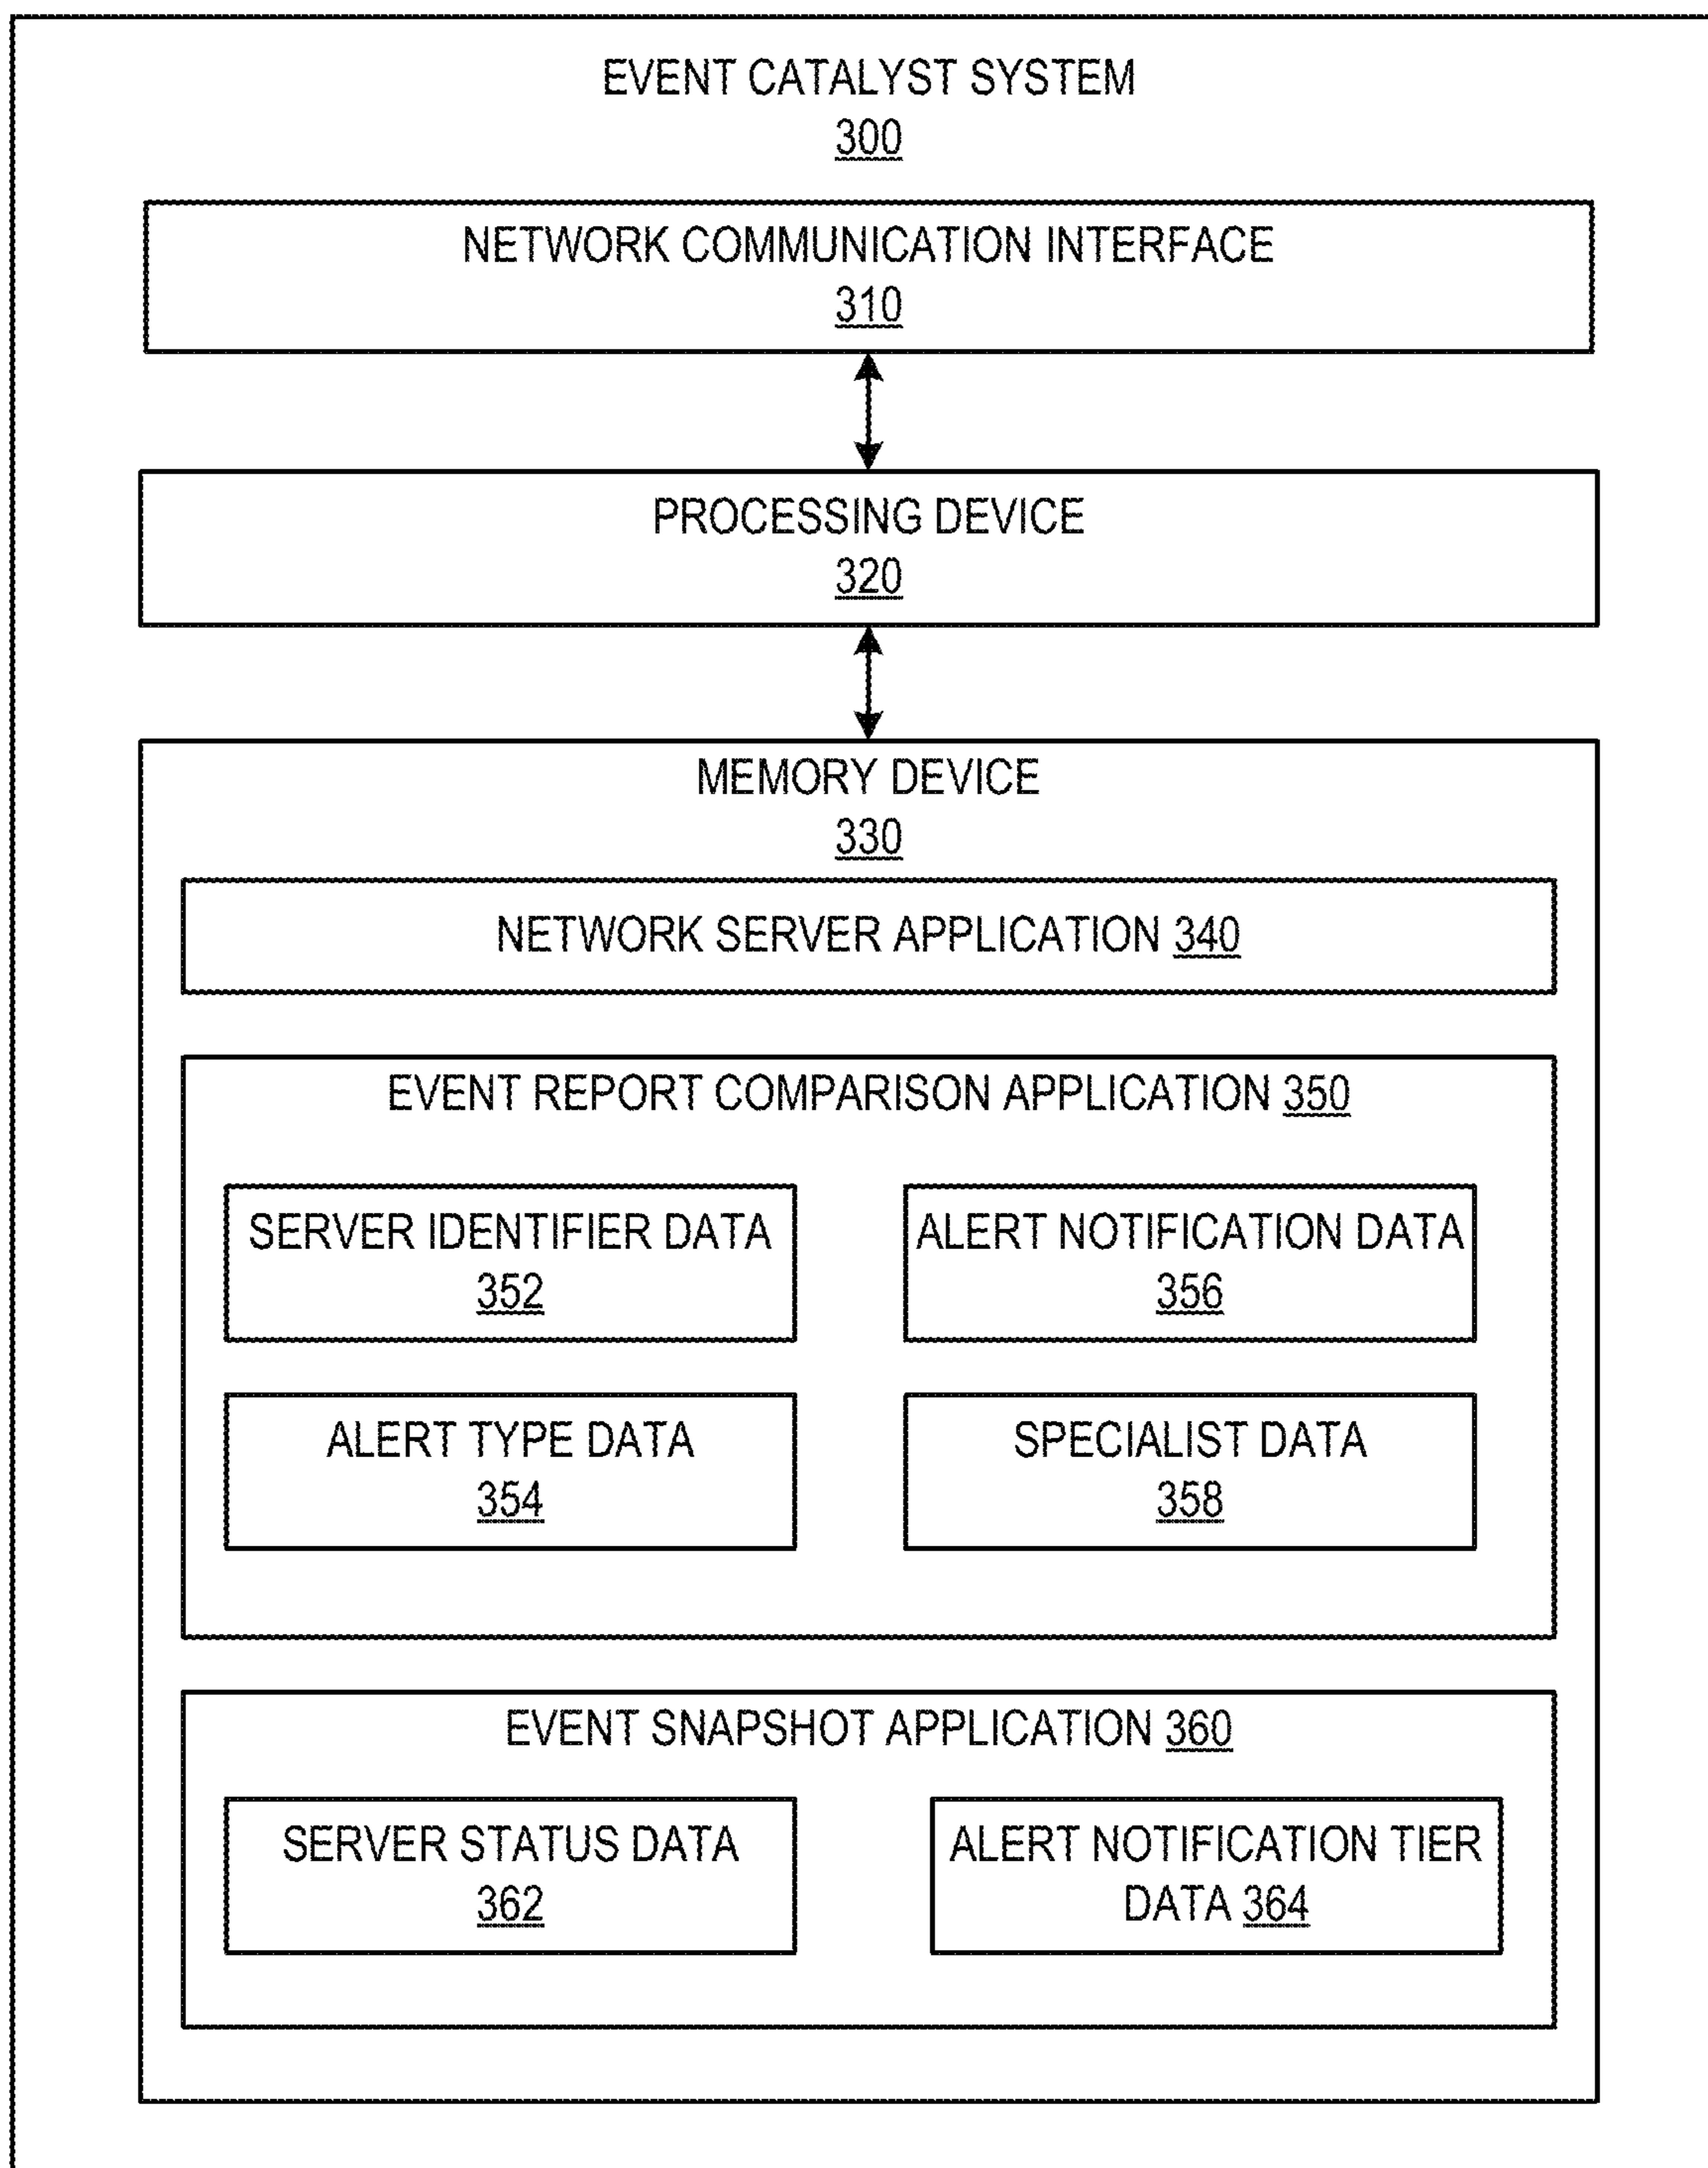 EVENT CATALYST SYSTEM
300
NETWORK COMMUNICATION INTERFACE
310
PROCESSING DEVICE
320
MEMORY DEVICE
330
NETWORK SERVER APPLICATION 340
EVENT REPORT COMPARISON APPLICATION 350
SERVER IDENTIFIER DATA
352
ALERT NOTIFICATION DATA
356
ALERT TYPE DATA
354
SPECIALIST DATA
358
EVENT SNAPSHOT APPLICATION 360
SERVER STATUS DATA
362
ALERT NOTIFICATION TIER
DATA 364